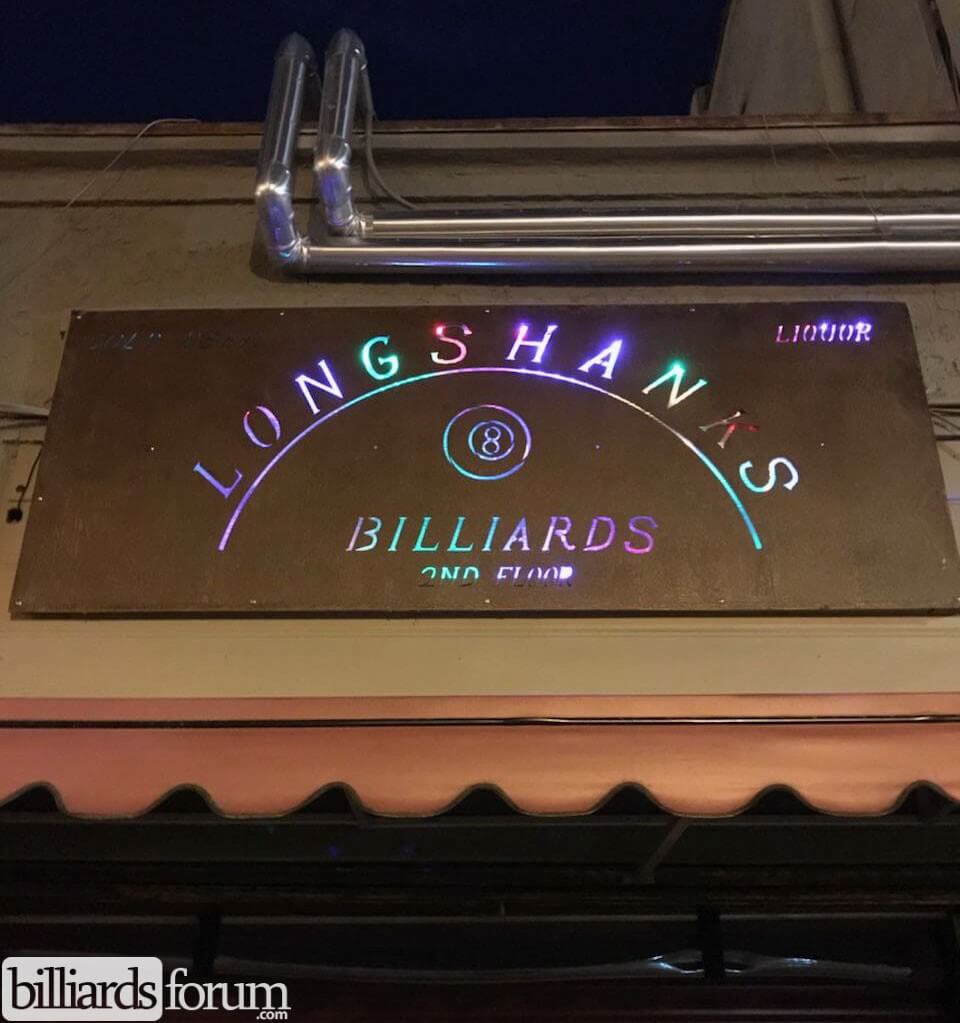 LIQUOR
LONGSHANKS
8
BILLIARDS
2ND FLOOR
billiardsforum
.com